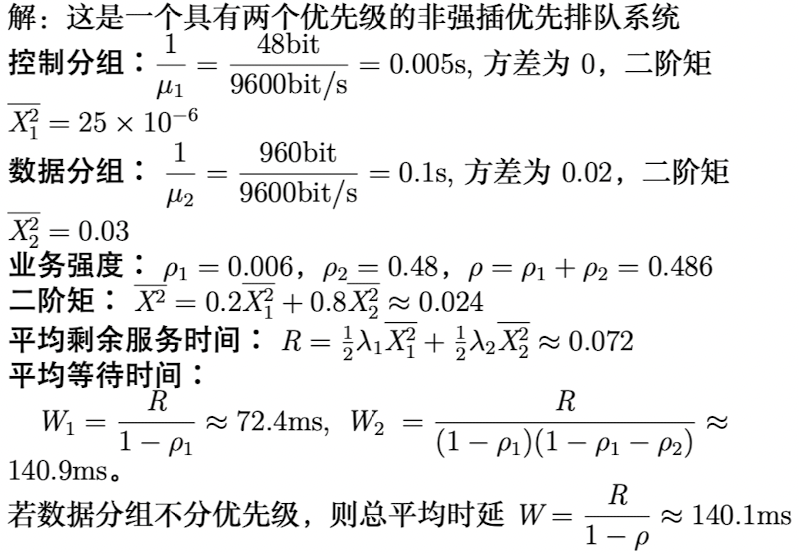 解：这是一个具有两个优先级的非强插优先排队系统
控制分组：$\frac{1}{\mu_1} = \frac{48\text{bit}}{9600\text{bit/s}} = 0.005\text{s}$, 方差为 0，二阶矩
$\overline{X_1^2} = 25 \times 10^{-6}$
数据分组：$\frac{1}{\mu_2} = \frac{960\text{bit}}{9600\text{bit/s}} = 0.1\text{s}$, 方差为 0.02，二阶矩
$\overline{X_2^2} = 0.03$
业务强度：$\rho_1 = 0.006$，$\rho_2 = 0.48$，$\rho = \rho_1 + \rho_2 = 0.486$
二阶矩：$\overline{X^2} = 0.2\overline{X_1^2} + 0.8\overline{X_2^2} \approx 0.024$
平均剩余服务时间：$R = \frac{1}{2}\lambda_1\overline{X_1^2} + \frac{1}{2}\lambda_2\overline{X_2^2} \approx 0.072$
平均等待时间：
$W_1 = \frac{R}{1 - \rho_1} \approx 72.4\text{ms}$, $W_2 = \frac{R}{(1 - \rho_1)(1 - \rho_1 - \rho_2)} \approx$
140.9ms。
若数据分组不分优先级，则总平均时延 $W = \frac{R}{1 - \rho} \approx 140.1\text{ms}$